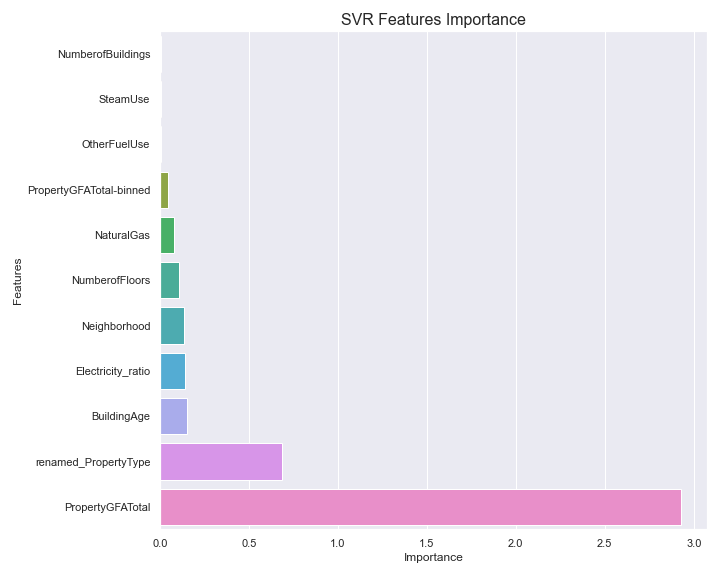 SVR Features Importance
NumberofBuildings
SteamUse
OtherFuelUse
PropertyGFATotal-binned
NaturalGas
NumberofFloors
Neighborhood
Electricity_ratio
BuildingAge
renamed_PropertyType
PropertyGFATotal
Features
0.0 0.5 1.0 1.5 2.0 2.5 3.0
Importance